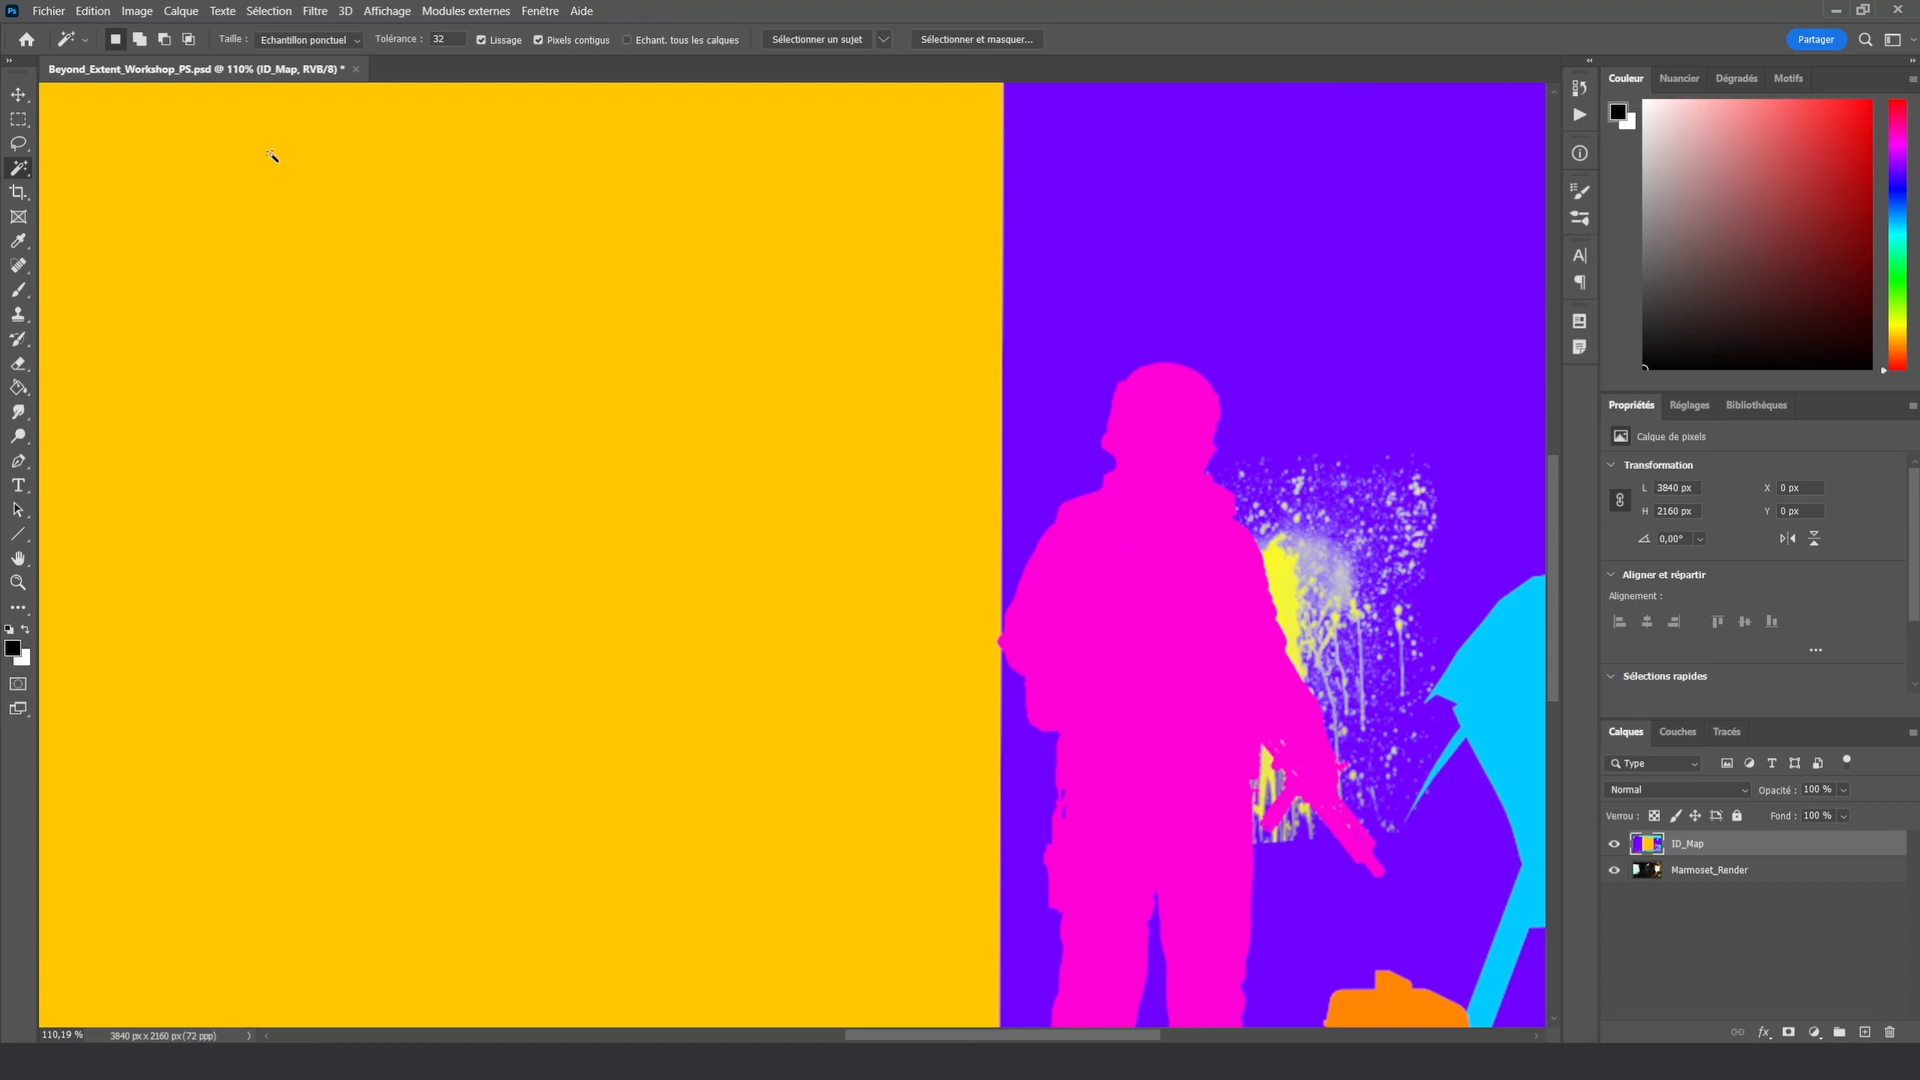 Ps Fichier Edition Image Calque Texte Sélection Filtre 3D Affichage Modules externes Fenêtre Aide
Taille : Echantillon ponctuel Tolérance : 32 Lissage Pixels contigus Echant. tous les calques Sélectionner un sujet Sélectionner et masquer... Partager
Beyond_Extent_Workshop_PS.psd @ 110% (ID_Map, RVB/8) *
Couleur Nuancier Dégradés Motifs
Propriétés Réglages Bibliothèques
Calque de pixels
Transformation
L 3840 px X 0 px
H 2160 px Y 0 px
0,00°
Aligner et répartir
Alignement :
Sélections rapides
Calques Couches Tracés
Type
Normal Opacité : 100 %
Verrou : Fond : 100 %
ID_Map
Marmoset_Render
fx
110,19 % 3840 px x 2160 px (72 ppp)